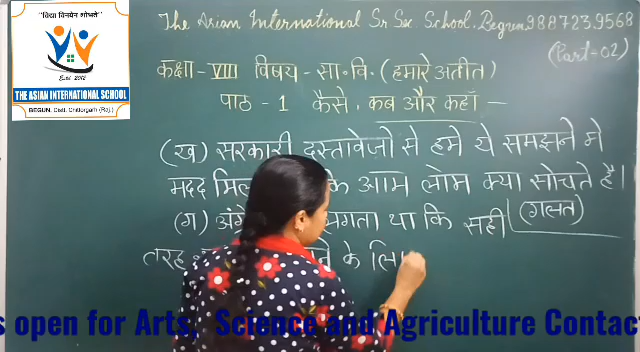 "विद्या विनयेन शोभते"
Estd 2012
THE ASIAN INTERNATIONAL SCHOOL
BEGUN, Distt. Chittorgarh (Raj.)
The Asian International Sr Sec. School. Begun 9887239568
(Part-02)
कक्षा - VIII विषय - सा॰ वि॰ (हमारे अतीत)
पाठ - 1 कैसे, कब और कहाँ —
(ख) सरकारी दस्तावेजो से हमे ये समझने मे
मदद कि आम लोग क्या सोचते है।
(ग) लगता था कि सही (गलत)
तरह के लि
s open for Arts, Science and Agriculture Contac